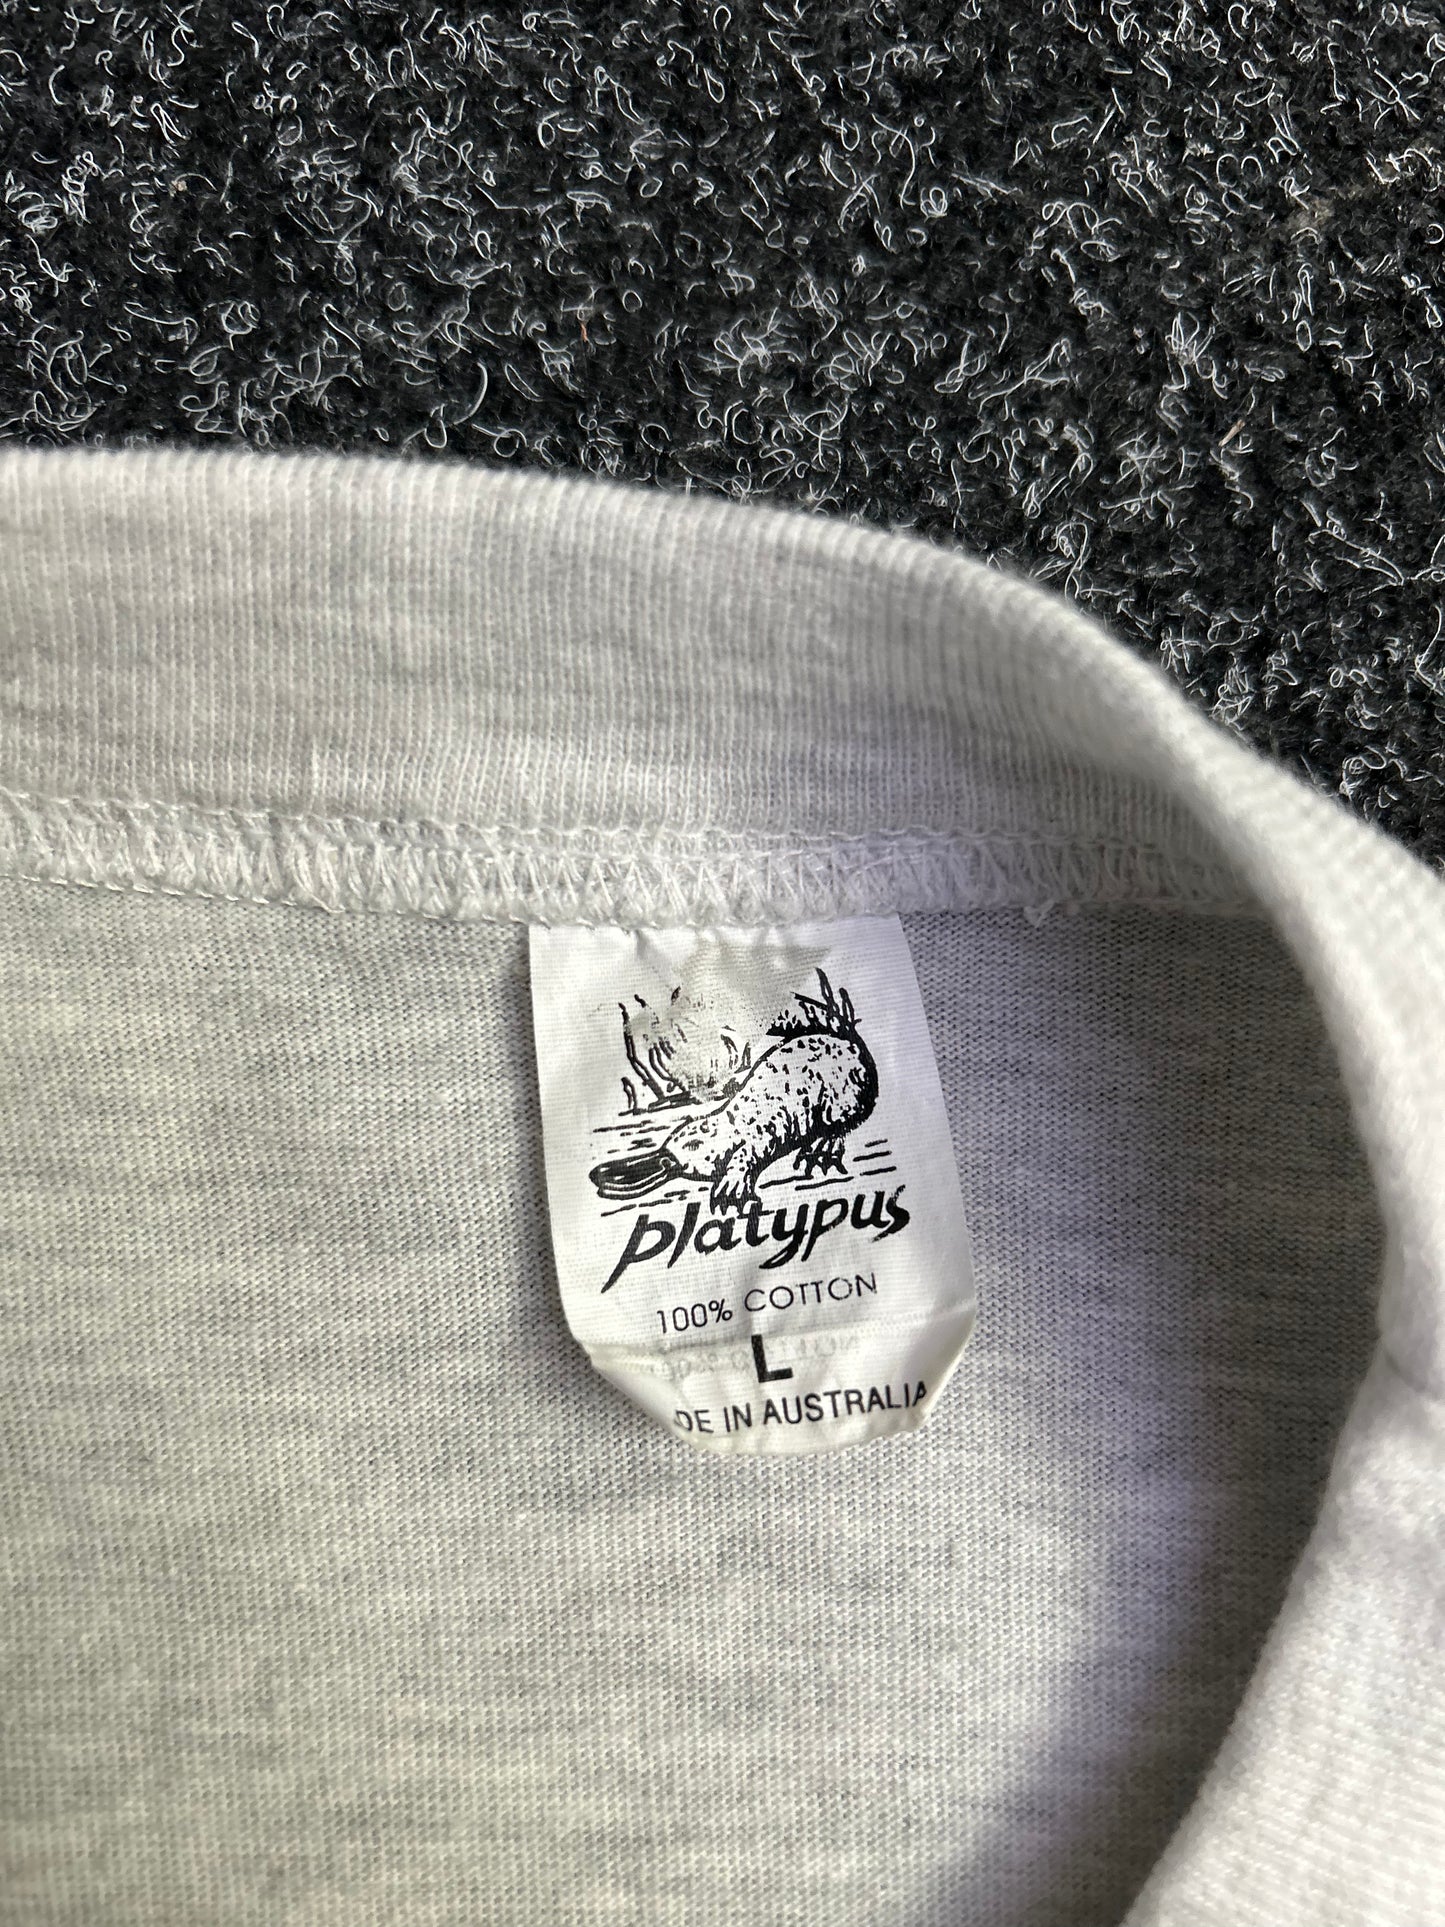 platypus
100% COTTON
L
DE IN AUSTRALIA